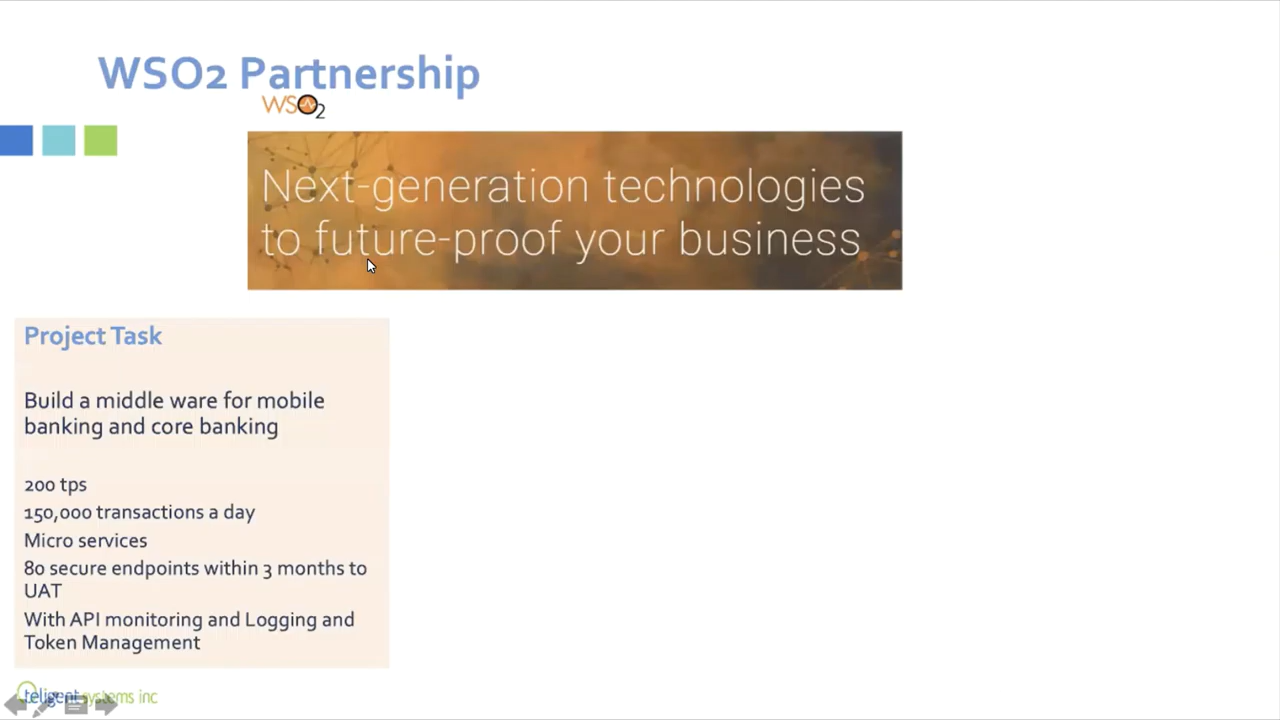 WSO2 Partnership
WSO2
Next-generation technologies
to future-proof your business
Project Task
Build a middle ware for mobile
banking and core banking
200 tps
150,000 transactions a day
Micro services
80 secure endpoints within 3 months to
UAT
With API monitoring and Logging and
Token Management
teligent systems inc